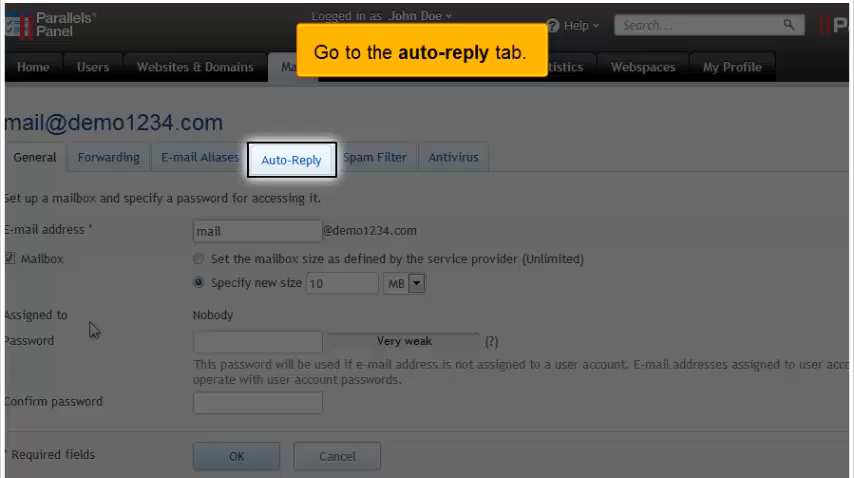 Parallels®
Panel
Logged in as John Doe
Help
Search...
P
Go to the auto-reply tab.
Home Users Websites & Domains Ma tistics Webspaces My Profile
mail@demo1234.com
General Forwarding E-mail Aliases Auto-Reply Spam Filter Antivirus
Set up a mailbox and specify a password for accessing it.
E-mail address * mail @demo1234.com
Mailbox Set the mailbox size as defined by the service provider (Unlimited)
Specify new size 10 MB
Assigned to Nobody
Password Very weak (?)
This password will be used if e-mail address is not assigned to a user account. E-mail addresses assigned to user acco
operate with user account passwords.
Confirm password
* Required fields OK Cancel